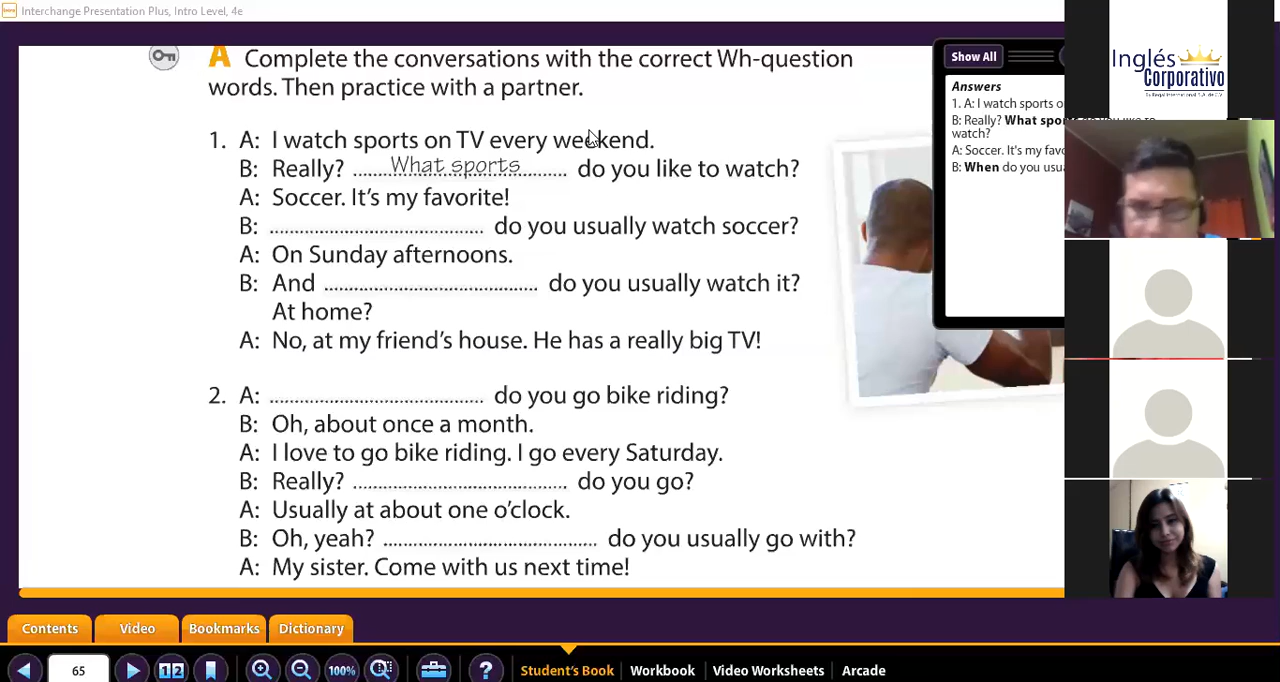 Interchange Presentation Plus, Intro Level, 4e
A Complete the conversations with the correct Wh-question
words. Then practice with a partner.
1. A: I watch sports on TV every weekend.
B: Really? What sports do you like to watch?
A: Soccer. It's my favorite!
B: do you usually watch soccer?
A: On Sunday afternoons.
B: And do you usually watch it?
At home?
A: No, at my friend's house. He has a really big TV!
2. A: do you go bike riding?
B: Oh, about once a month.
A: I love to go bike riding. I go every Saturday.
B: Really? do you go?
A: Usually at about one o'clock.
B: Oh, yeah? do you usually go with?
A: My sister. Come with us next time!
Show All
Answers
1. A: I watch sports
B: Really? What do you like to
watch?
A: Soccer. It's my
B: When do you
Inglés
Corporativo
Contents Video Bookmarks Dictionary
65 1 2 100% ? Student's Book Workbook Video Worksheets Arcade